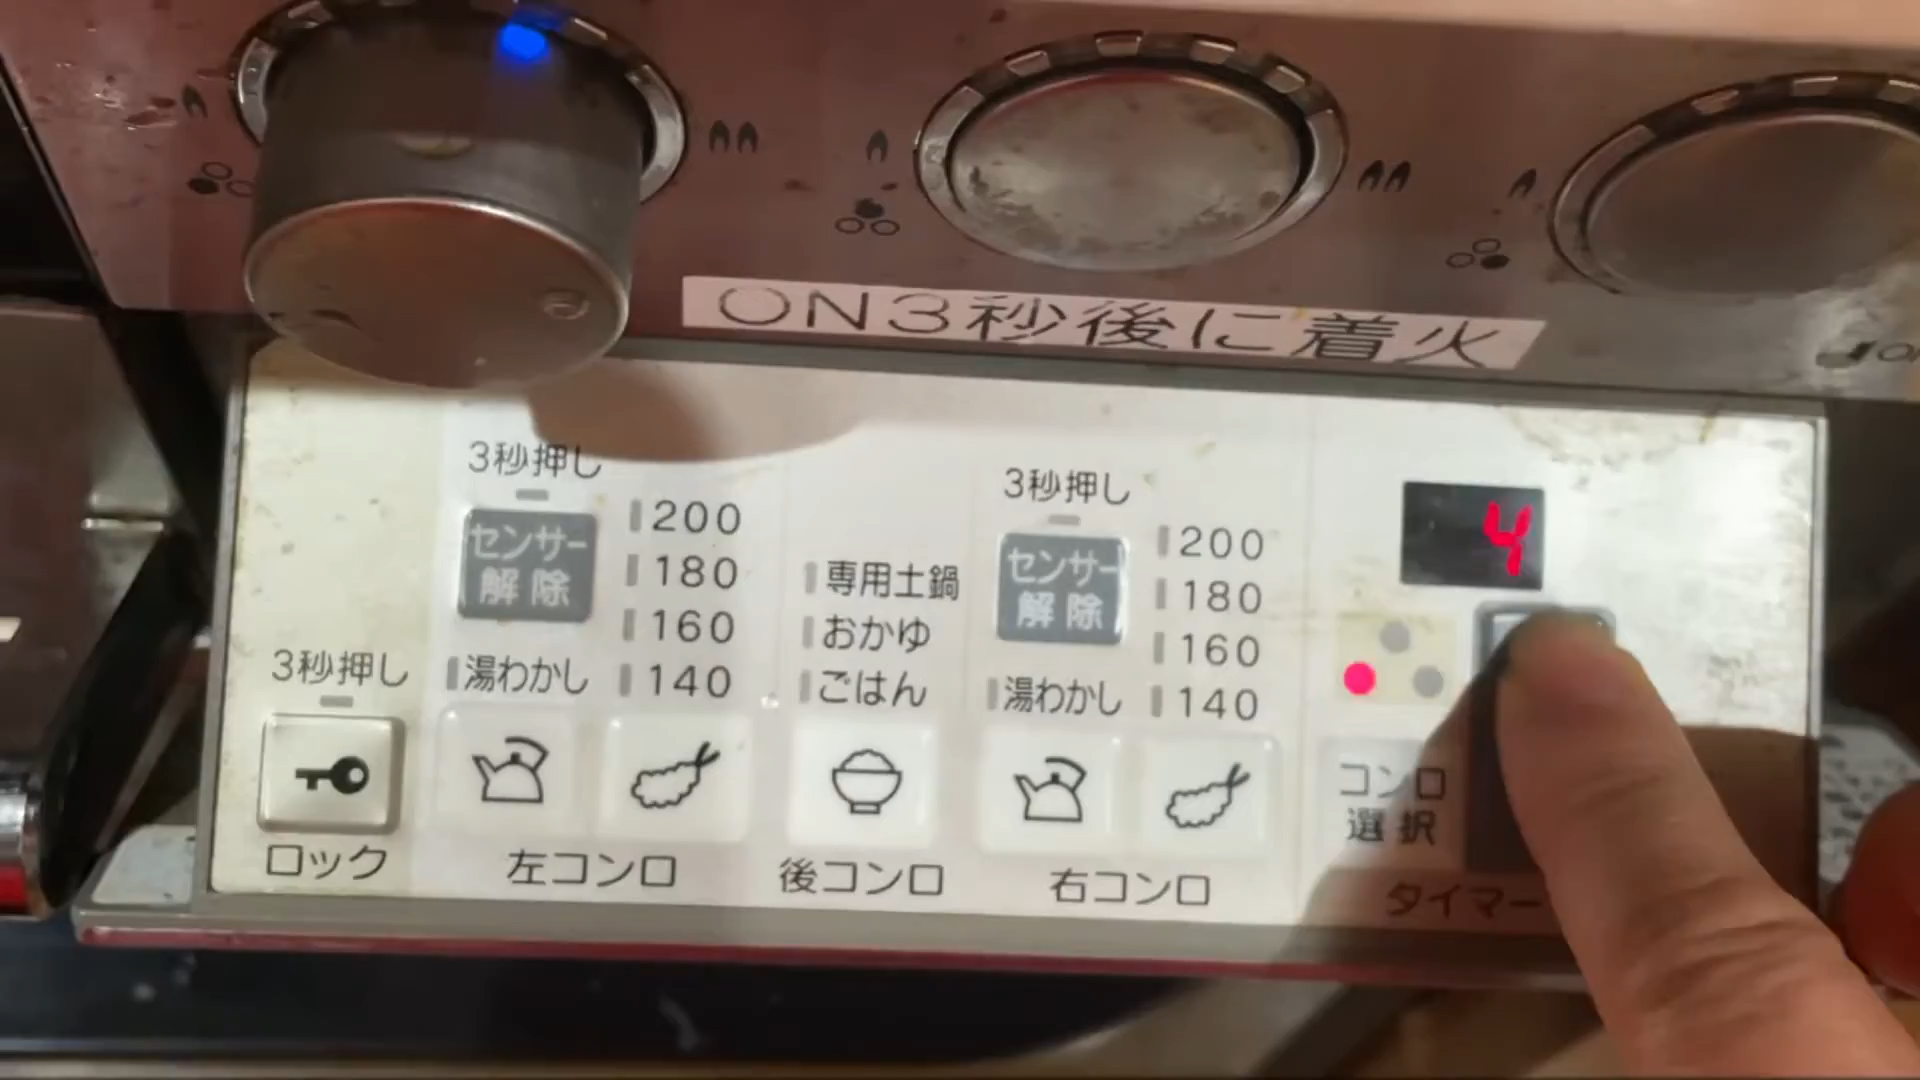 ON3秒後に着火
3秒押し
センサー
解除
200
180
160
140
湯わかし
専用土鍋
おかゆ
ごはん
3秒押し
センサー
解除
200
180
160
140
湯わかし
4
3秒押し
コンロ
選択
ロック
左コンロ
後コンロ
右コンロ
タイマー